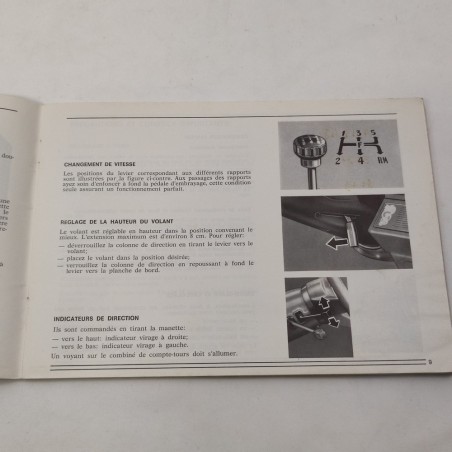 CHANGEMENT DE VITESSE
Les positions du levier correspondant aux différents rapports
sont illustrées par la figure ci-contre. Aux passages des rapports
ayez soin d'enfoncer à fond la pédale d'embrayage, cette condition
seule assurant un fonctionnement parfait.
REGLAGE DE LA HAUTEUR DU VOLANT
Le volant est réglable en hauteur dans la position convenant le
mieux. L'extension maximum est d'environ 8 cm. Pour régler:
— déverrouillez la colonne de direction en tirant le levier vers le
volant;
— placez le volant dans la position désirée;
— verrouillez la colonne de direction en repoussant à fond le
levier vers le planche de bord.
INDICATEURS DE DIRECTION
Ils sont commandés en tirant la manette:
— vers le haut: indicateur virage à droite;
— vers le bas: indicateur virage à gauche.
Un voyant sur le combiné de compte-tours doit s'allumer.
1 3 5
2 4 RM
5